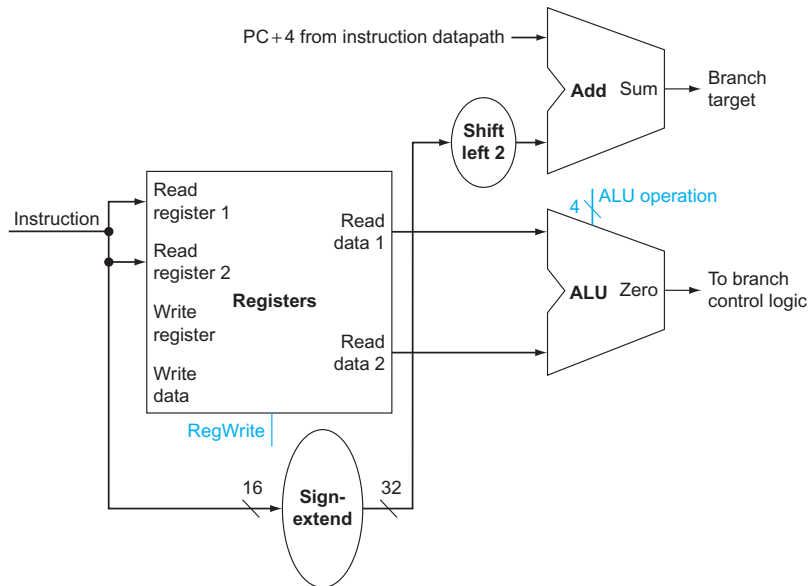 PC+4 from instruction datapath
Add Sum
Branch
target
Shift
left 2
Instruction
Read
register 1
Read
register 2
Write
register
Write
data
Registers
Read
data 1
Read
data 2
RegWrite
4
ALU operation
ALU Zero
To branch
control logic
16
Sign-
extend
32